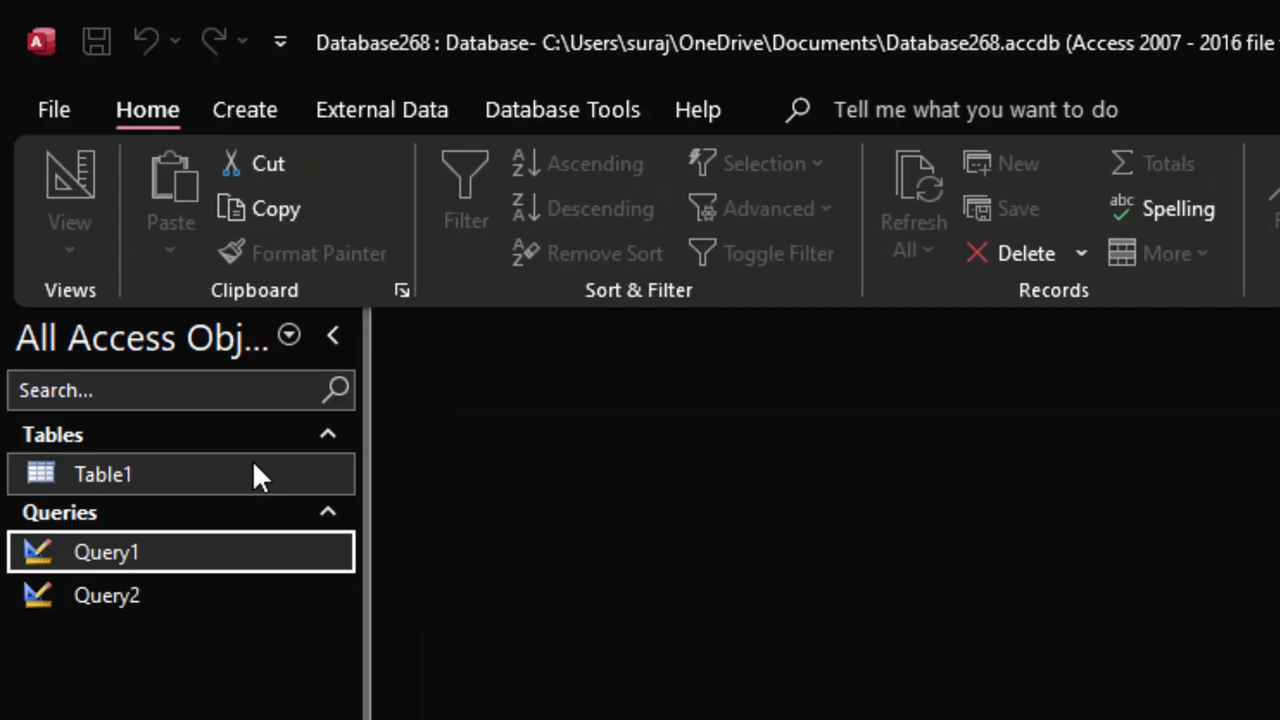 Database268 : Database- C:\Users\suraj\OneDrive\Documents\Database268.accdb (Access 2007 - 2016 file
File Home Create External Data Database Tools Help Tell me what you want to do
View
Views
Paste
Cut
Copy
Format Painter
Clipboard
Filter
Ascending
Descending
Remove Sort
Selection
Advanced
Toggle Filter
Sort & Filter
Refresh
All
New
Save
Delete
Totals
Spelling
More
Records
All Access Obj...
Search...
Tables
Table1
Queries
Query1
Query2